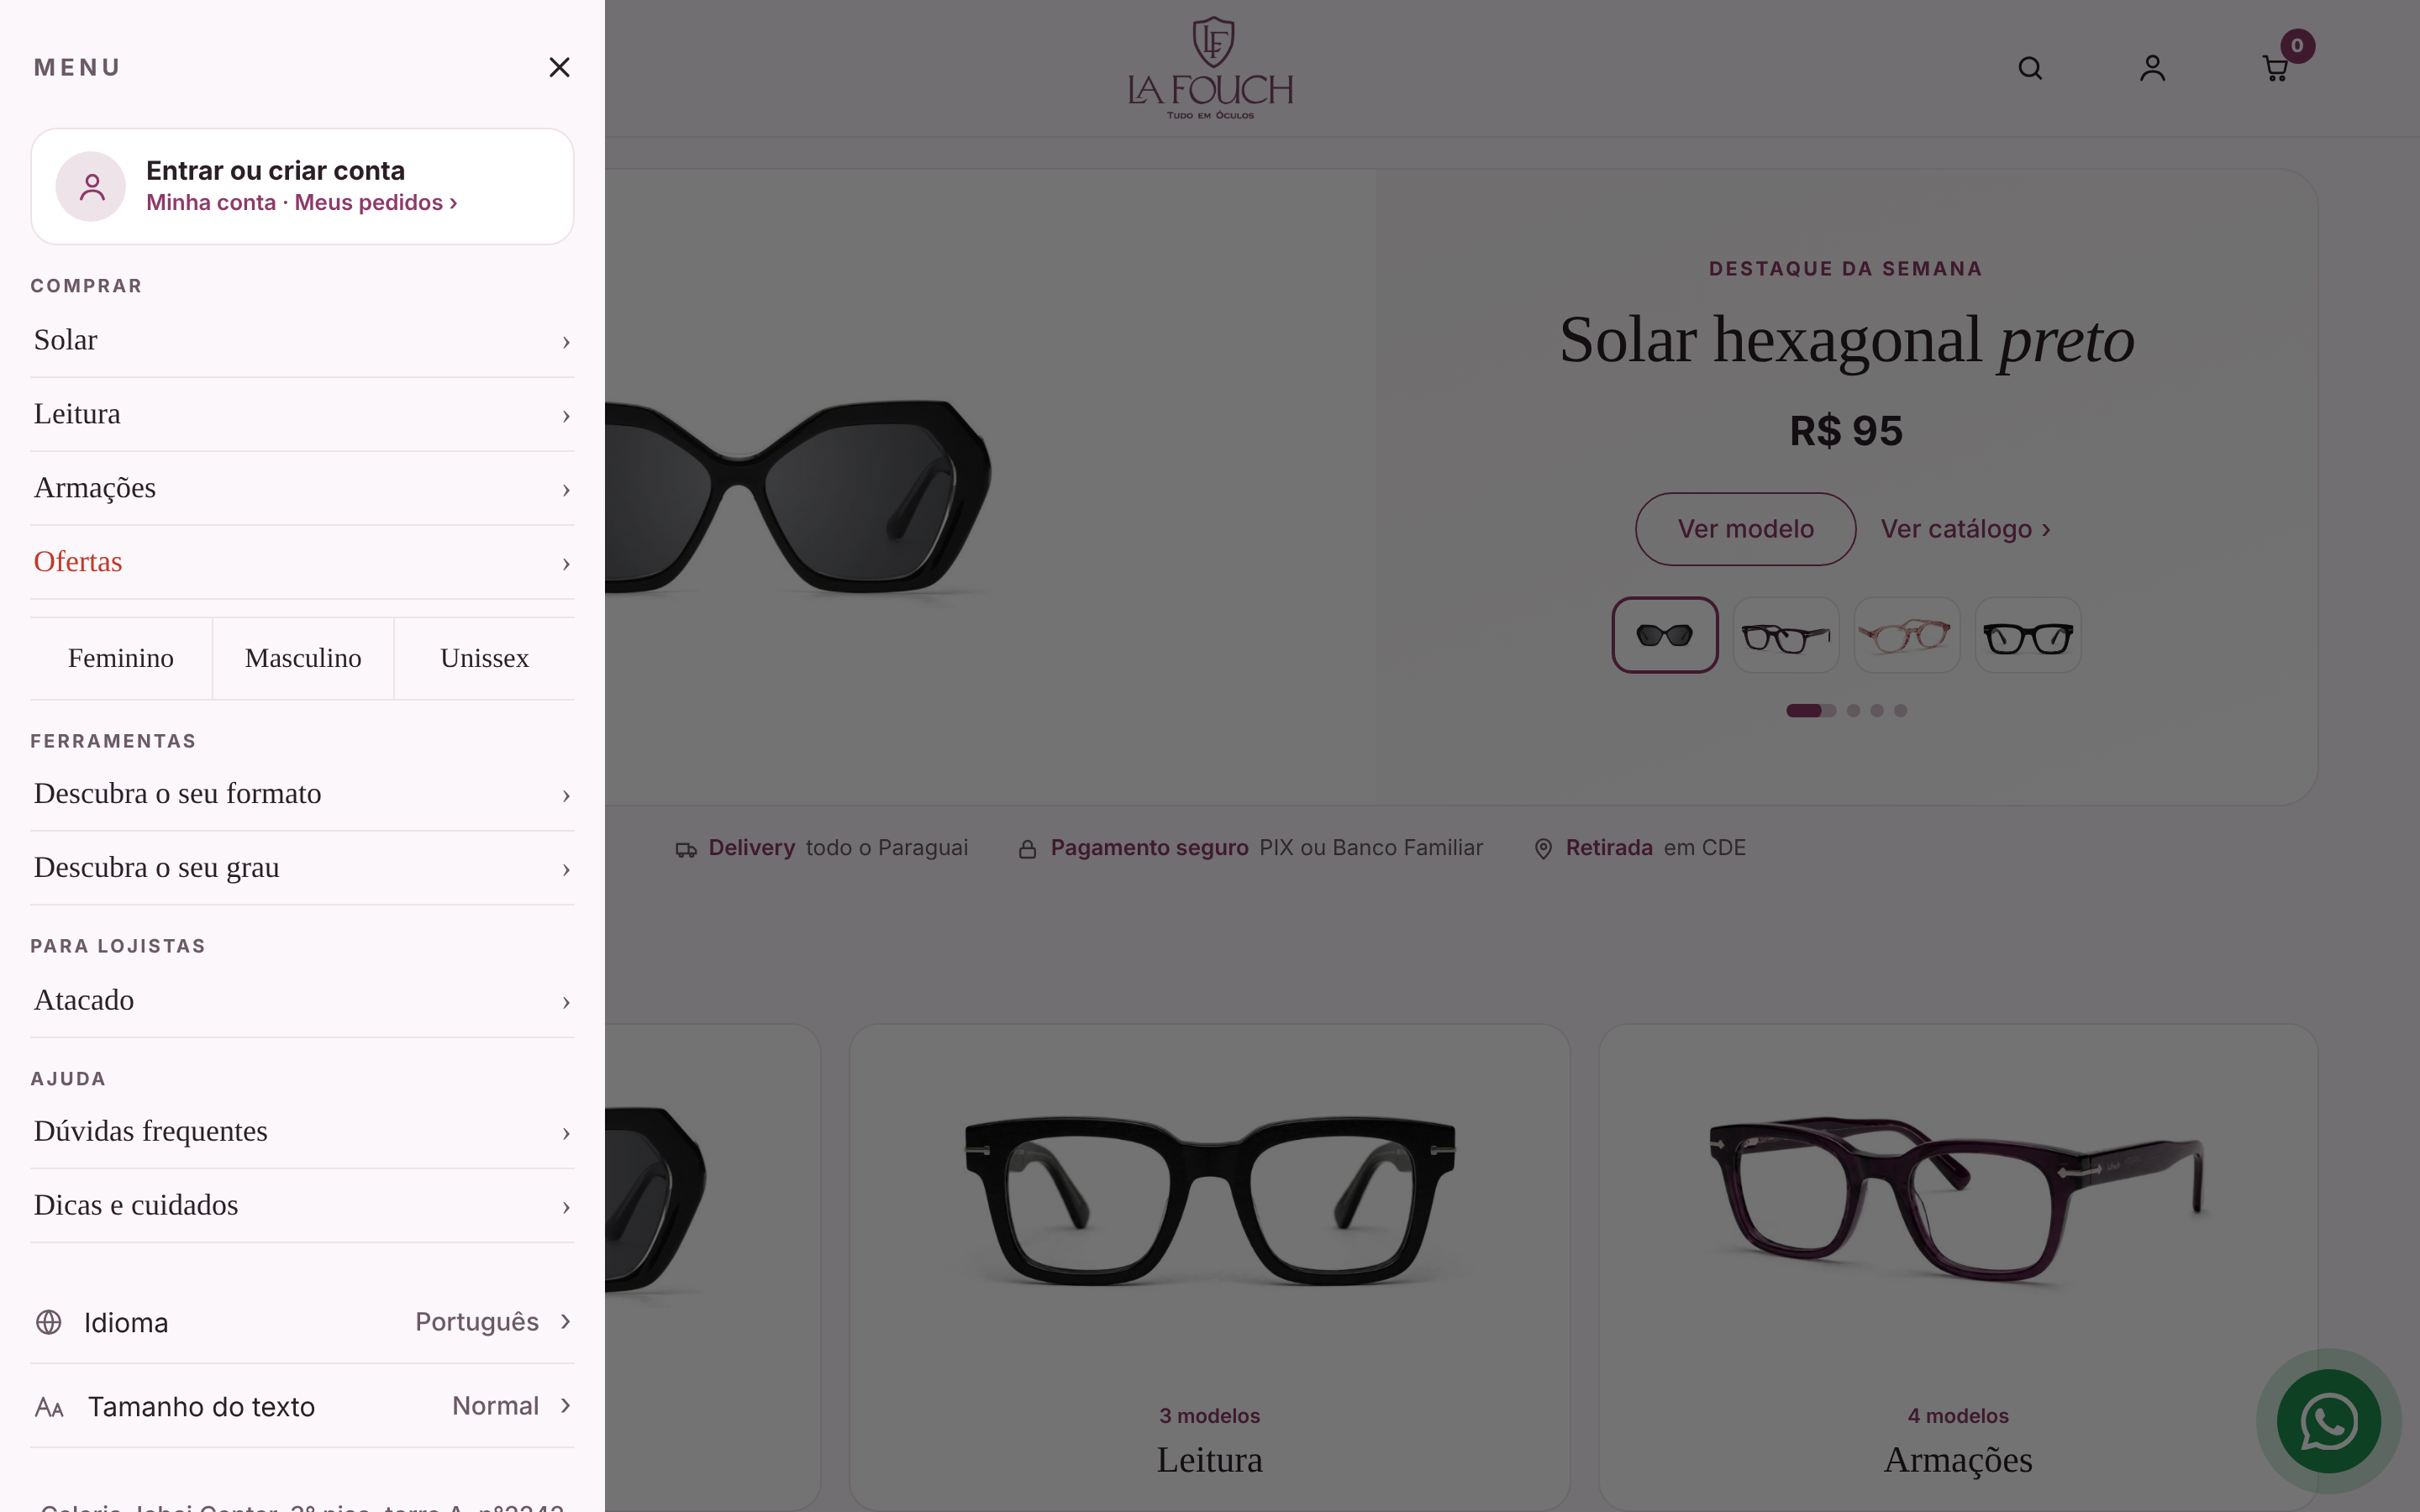 MENU
Entrar ou criar conta
Minha conta · Meus pedidos ›
COMPRAR
Solar ›
Leitura ›
Armações ›
Ofertas ›
Feminino Masculino Unissex
FERRAMENTAS
Descubra o seu formato ›
Descubra o seu grau ›
PARA LOJISTAS
Atacado ›
AJUDA
Dúvidas frequentes ›
Dicas e cuidados ›
Idioma Português ›
Tamanho do texto Normal ›
LF
LA FOUCH
TUDO EM ÓCULOS
0
DESTAQUE DA SEMANA
Solar hexagonal preto
R$ 95
Ver modelo Ver catálogo ›
Delivery todo o Paraguai Pagamento seguro PIX ou Banco Familiar Retirada em CDE
3 modelos
Leitura
4 modelos
Armações